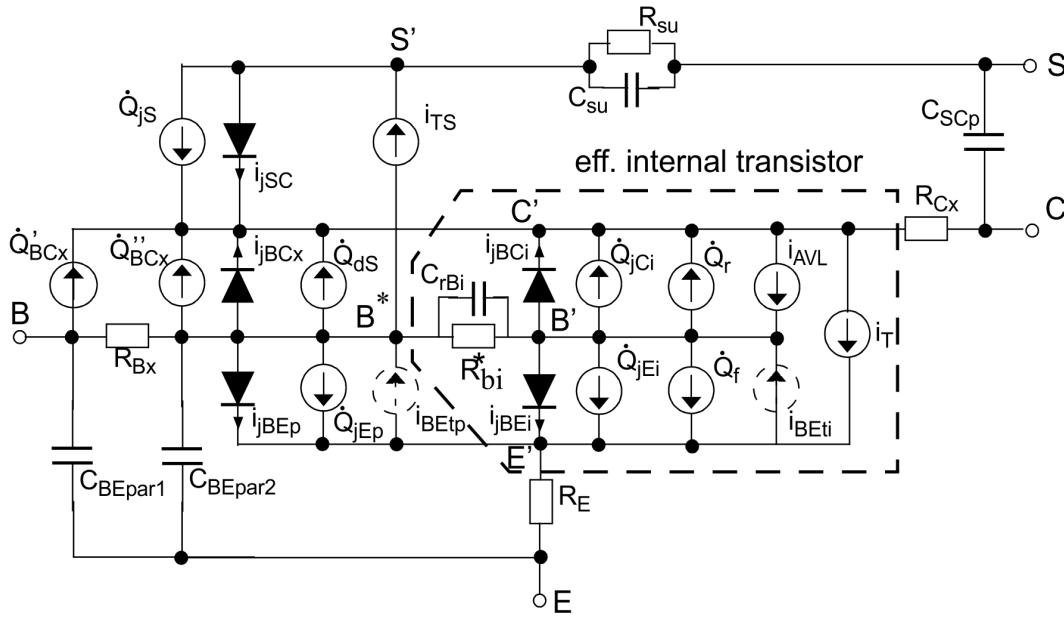 R_su
S'
S
C_su
Q̇_jS
i_TS
C_SCp
i_jSC
eff. internal transistor
R_Cx
C'
C
Q̇'_BCx
Q̇''_BCx
i_jBCx
Q̇_dS
i_jBCi
Q̇_jCi
Q̇_r
i_AVL
C_rBi
B
B*
B'
i_T
R_Bx
R*_bi
Q̇_jEi
Q̇_f
i_jBEp
Q̇_jEp
i_BEtp
i_jBEi
i_BEti
E'
C_BEpar1
C_BEpar2
R_E
E